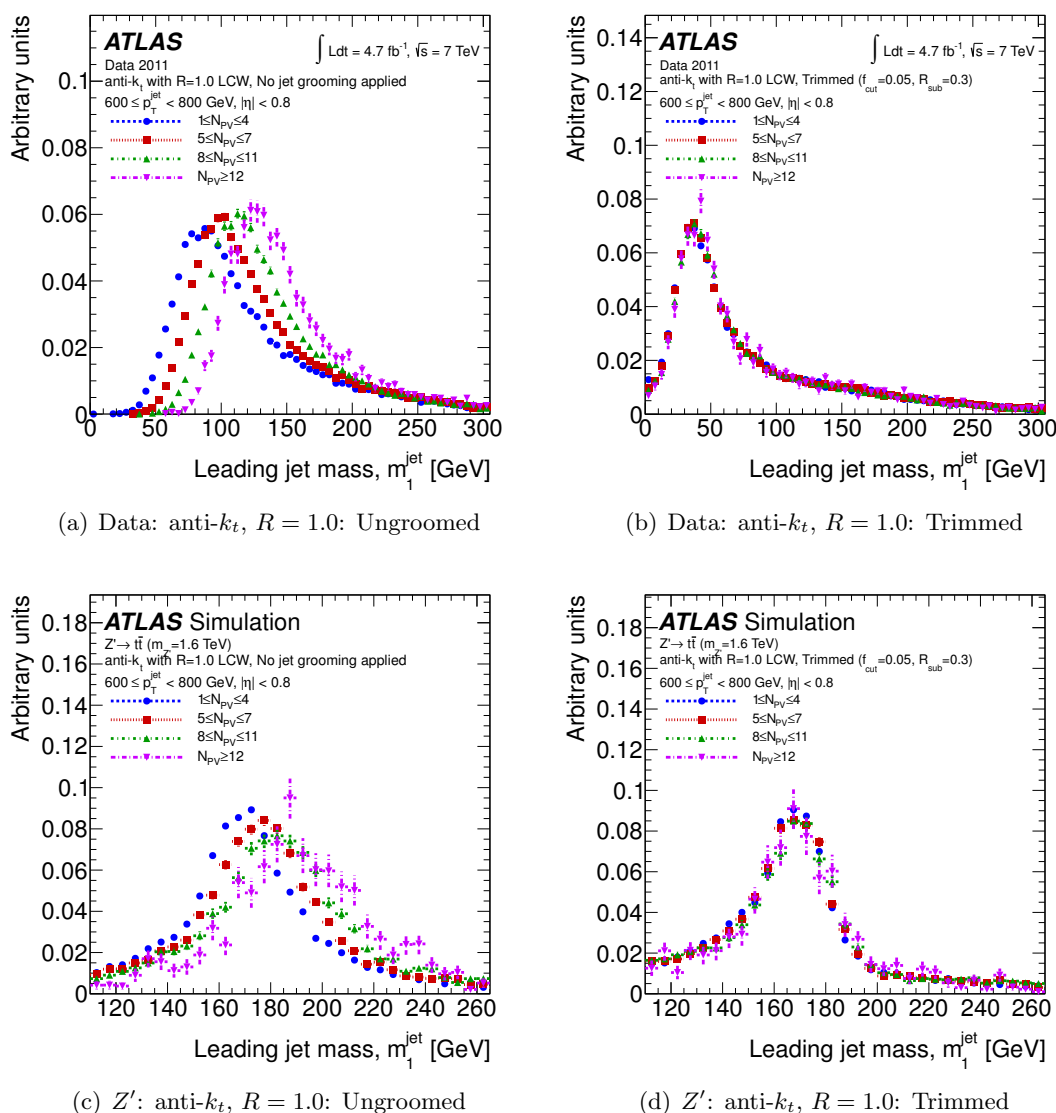 ATLAS
∫ Ldt = 4.7 fb⁻¹, √s = 7 TeV
Data 2011
anti-k_t with R=1.0 LCW, No jet grooming applied
600 ≤ p_T^jet < 800 GeV, |η| < 0.8
1≤N_PV≤4
5≤N_PV≤7
8≤N_PV≤11
N_PV≥12
Arbitrary units
0.1
0.08
0.06
0.04
0.02
0
0 50 100 150 200 250 300
Leading jet mass, m_1^jet [GeV]
(a) Data: anti-k_t, R = 1.0: Ungroomed
ATLAS
∫ Ldt = 4.7 fb⁻¹, √s = 7 TeV
Data 2011
anti-k_t with R=1.0 LCW, Trimmed (f_cut=0.05, R_sub=0.3)
600 ≤ p_T^jet < 800 GeV, |η| < 0.8
1≤N_PV≤4
5≤N_PV≤7
8≤N_PV≤11
N_PV≥12
Arbitrary units
0.14
0.12
0.1
0.08
0.06
0.04
0.02
0
0 50 100 150 200 250 300
Leading jet mass, m_1^jet [GeV]
(b) Data: anti-k_t, R = 1.0: Trimmed
ATLAS Simulation
Z'→ tt̄ (m_Z'=1.6 TeV)
anti-k_t with R=1.0 LCW, No jet grooming applied
600 ≤ p_T^jet < 800 GeV, |η| < 0.8
1≤N_PV≤4
5≤N_PV≤7
8≤N_PV≤11
N_PV≥12
Arbitrary units
0.18
0.16
0.14
0.12
0.1
0.08
0.06
0.04
0.02
0
120 140 160 180 200 220 240 260
Leading jet mass, m_1^jet [GeV]
(c) Z′: anti-k_t, R = 1.0: Ungroomed
ATLAS Simulation
Z'→ tt̄ (m_Z'=1.6 TeV)
anti-k_t with R=1.0 LCW, Trimmed (f_cut=0.05, R_sub=0.3)
600 ≤ p_T^jet < 800 GeV, |η| < 0.8
1≤N_PV≤4
5≤N_PV≤7
8≤N_PV≤11
N_PV≥12
Arbitrary units
0.18
0.16
0.14
0.12
0.1
0.08
0.06
0.04
0.02
0
120 140 160 180 200 220 240 260
Leading jet mass, m_1^jet [GeV]
(d) Z′: anti-k_t, R = 1.0: Trimmed